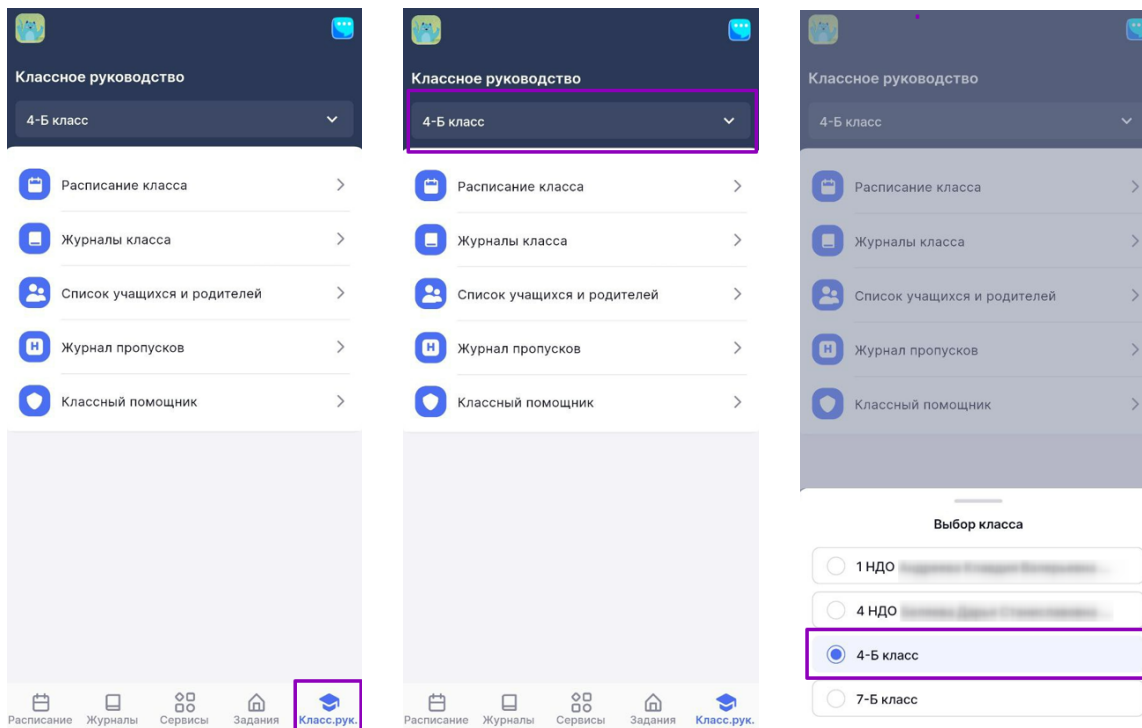 Классное руководство
4-Б класс
Расписание класса
Журналы класса
Список учащихся и родителей
Журнал пропусков
Классный помощник
Расписание Журналы Сервисы Задания Класс.рук.
Классное руководство
4-Б класс
Расписание класса
Журналы класса
Список учащихся и родителей
Журнал пропусков
Классный помощник
Расписание Журналы Сервисы Задания Класс.рук.
Классное руководство
4-Б класс
Расписание класса
Журналы класса
Список учащихся и родителей
Журнал пропусков
Классный помощник
Выбор класса
1 НДО
4 НДО
4-Б класс
7-Б класс